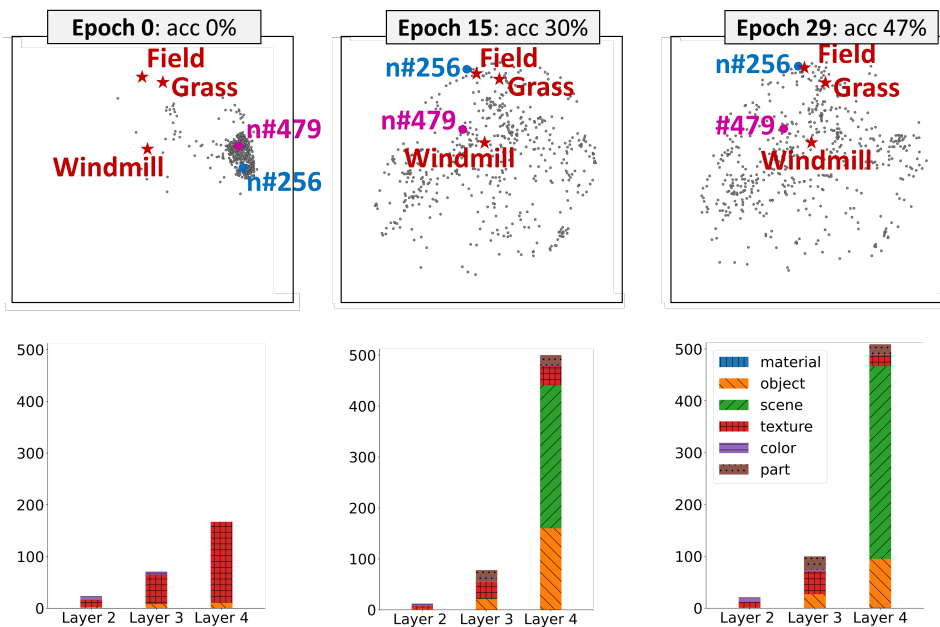 Epoch 0: acc 0%
Field
Grass
n#479
Windmill
n#256
Epoch 15: acc 30%
n#256
Field
Grass
n#479
Windmill
Epoch 29: acc 47%
n#256
Field
Grass
#479
Windmill
500
400
300
200
100
0
Layer 2 Layer 3 Layer 4
500
400
300
200
100
0
Layer 2 Layer 3 Layer 4
500
400
300
200
100
0
material
object
scene
texture
color
part
Layer 2 Layer 3 Layer 4